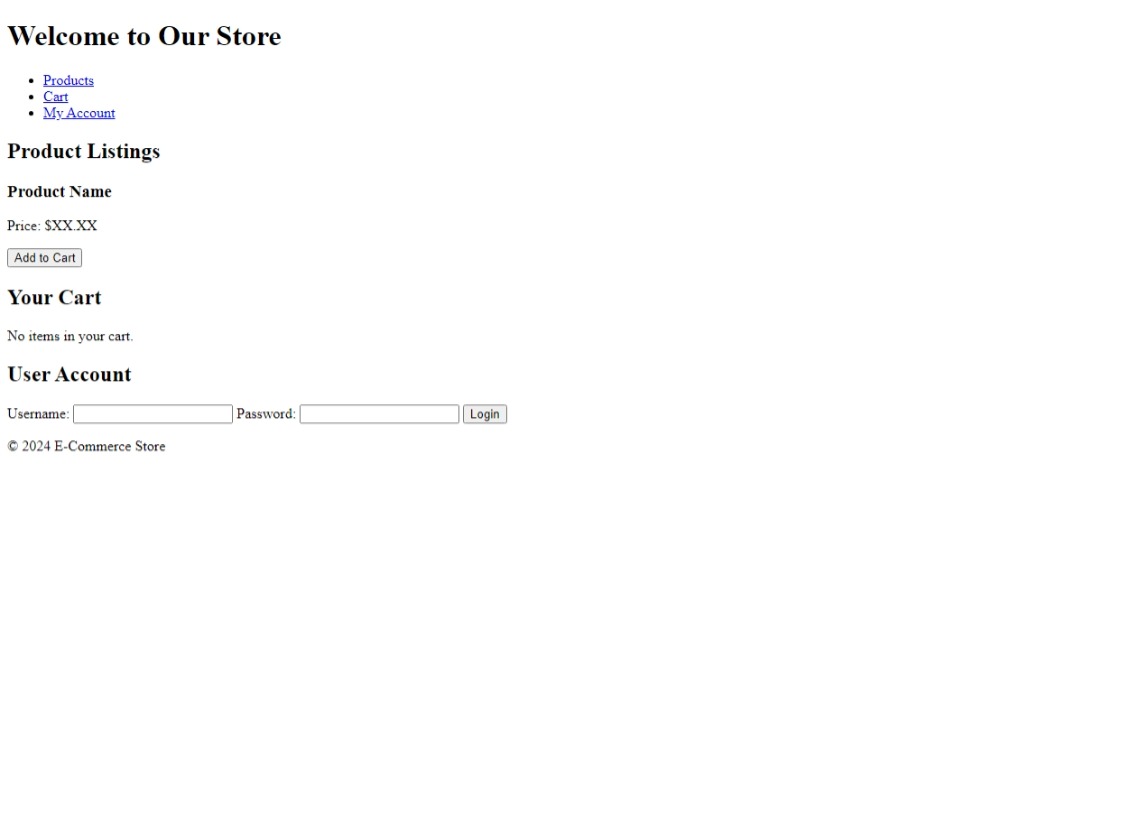 Welcome to Our Store
Products
Cart
My Account
Product Listings
Product Name
Price: $XX.XX
Add to Cart
Your Cart
No items in your cart.
User Account
Username: Password: Login
© 2024 E-Commerce Store